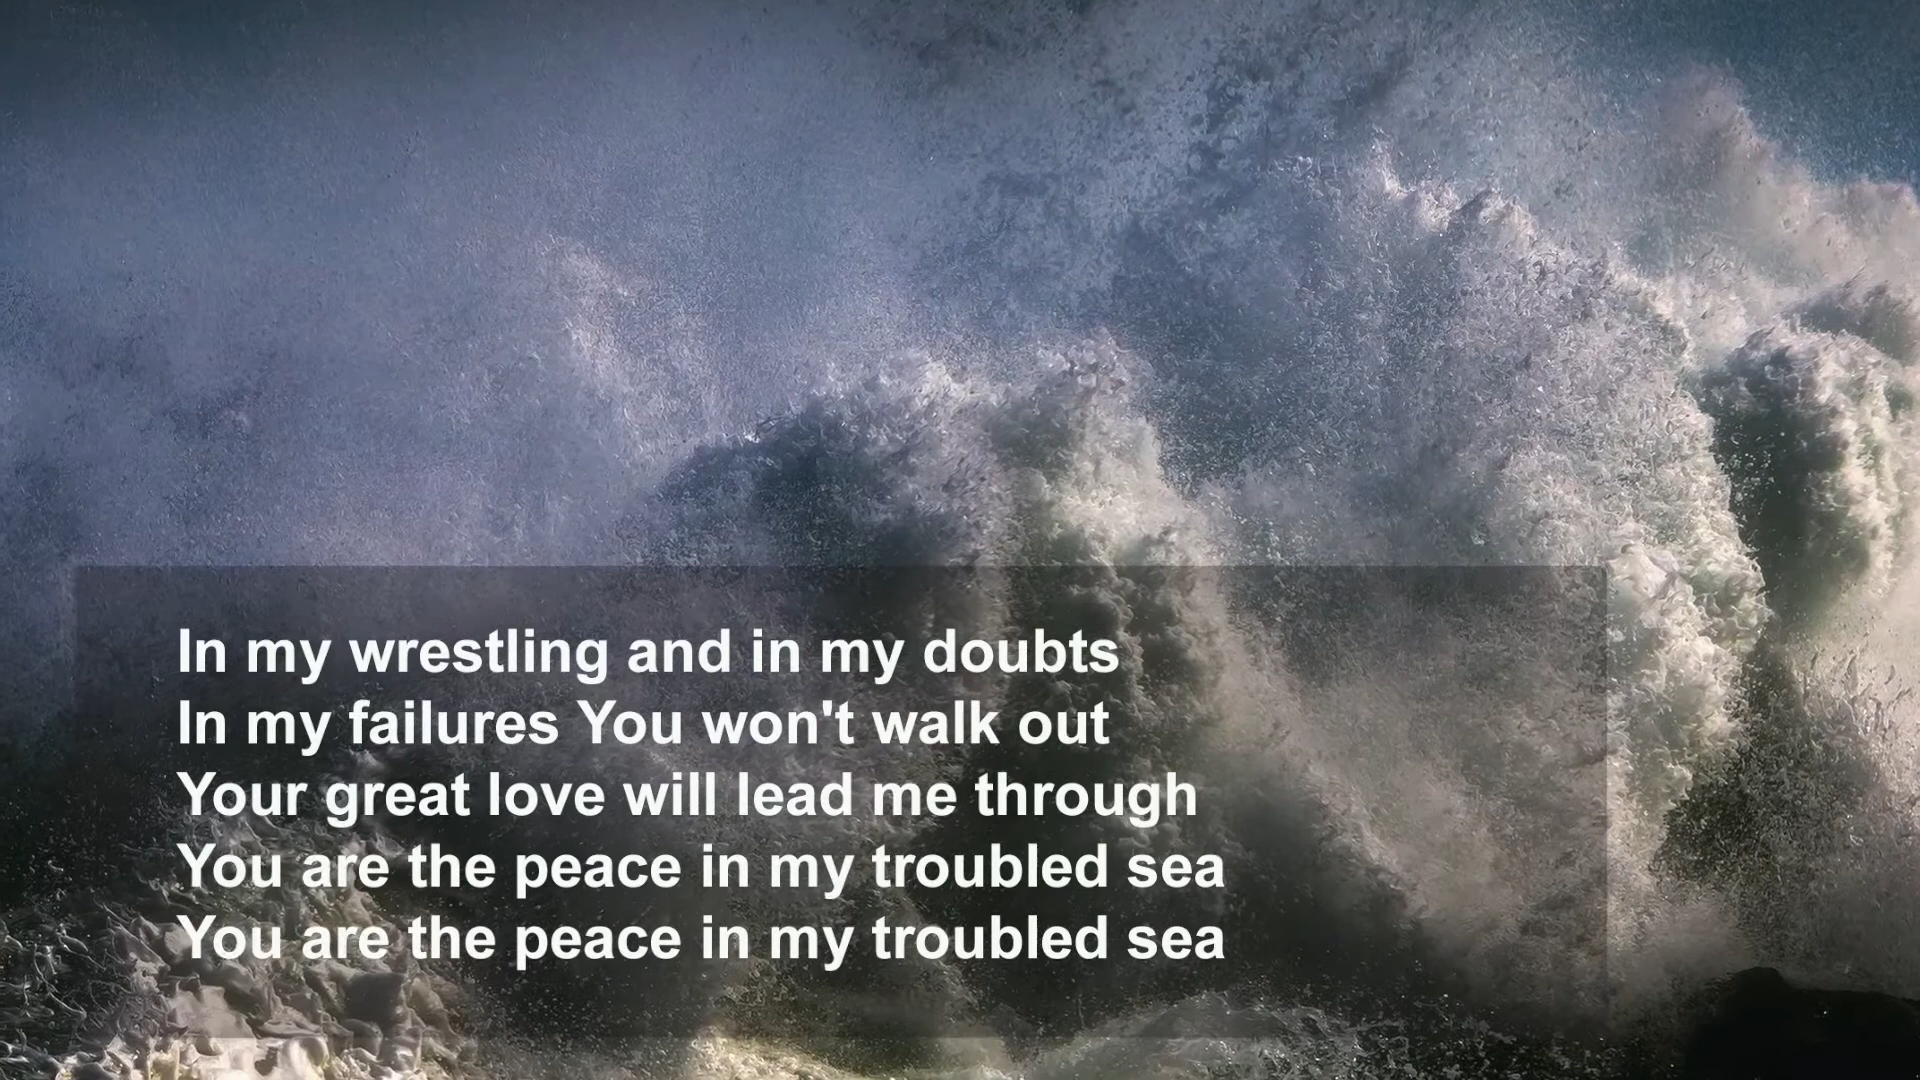 In my wrestling and in my doubts
In my failures You won't walk out
Your great love will lead me through
You are the peace in my troubled sea
You are the peace in my troubled sea